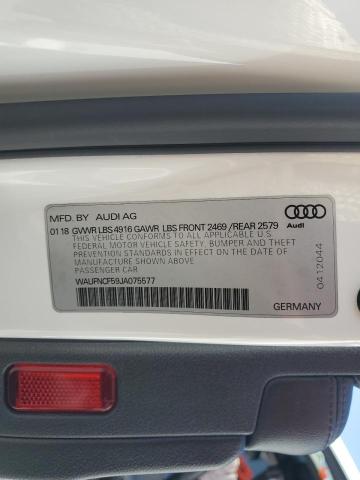 MFD. BY AUDI AG
01 18 GVWR LBS 4916 GAWR LBS FRONT 2469 /REAR 2579
THIS VEHICLE CONFORMS TO ALL APPLICABLE U.S.
FEDERAL MOTOR VEHICLE SAFETY, BUMPER AND THEFT
PREVENTION STANDARDS IN EFFECT ON THE
DATE OF MANUFACTURE SHOWN ABOVE
PASSENGER CAR
WAUFNCF59JA075577
Audi
0412044
GERMANY